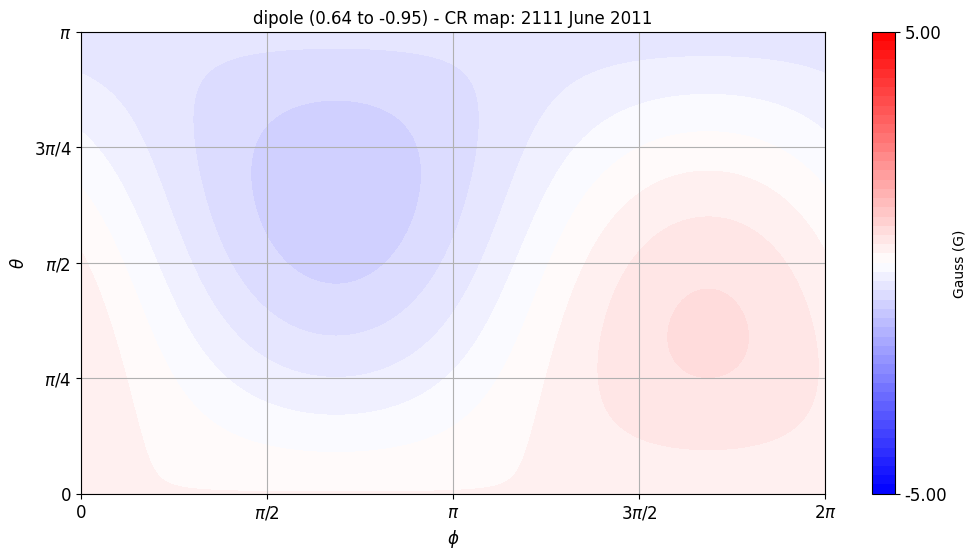 dipole (0.64 to -0.95) - CR map: 2111 June 2011
π
3π/4
π/2
π/4
0
θ
0
π/2
π
3π/2
2π
ϕ
5.00
-5.00
Gauss (G)